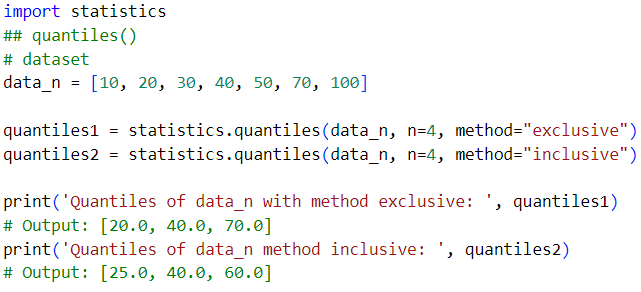 import statistics
## quantiles()
# dataset
data_n = [10, 20, 30, 40, 50, 70, 100]
quantiles1 = statistics.quantiles(data_n, n=4, method="exclusive")
quantiles2 = statistics.quantiles(data_n, n=4, method="inclusive")
print('Quantiles of data_n with method exclusive: ', quantiles1)
# Output: [20.0, 40.0, 70.0]
print('Quantiles of data_n method inclusive: ', quantiles2)
# Output: [25.0, 40.0, 60.0]